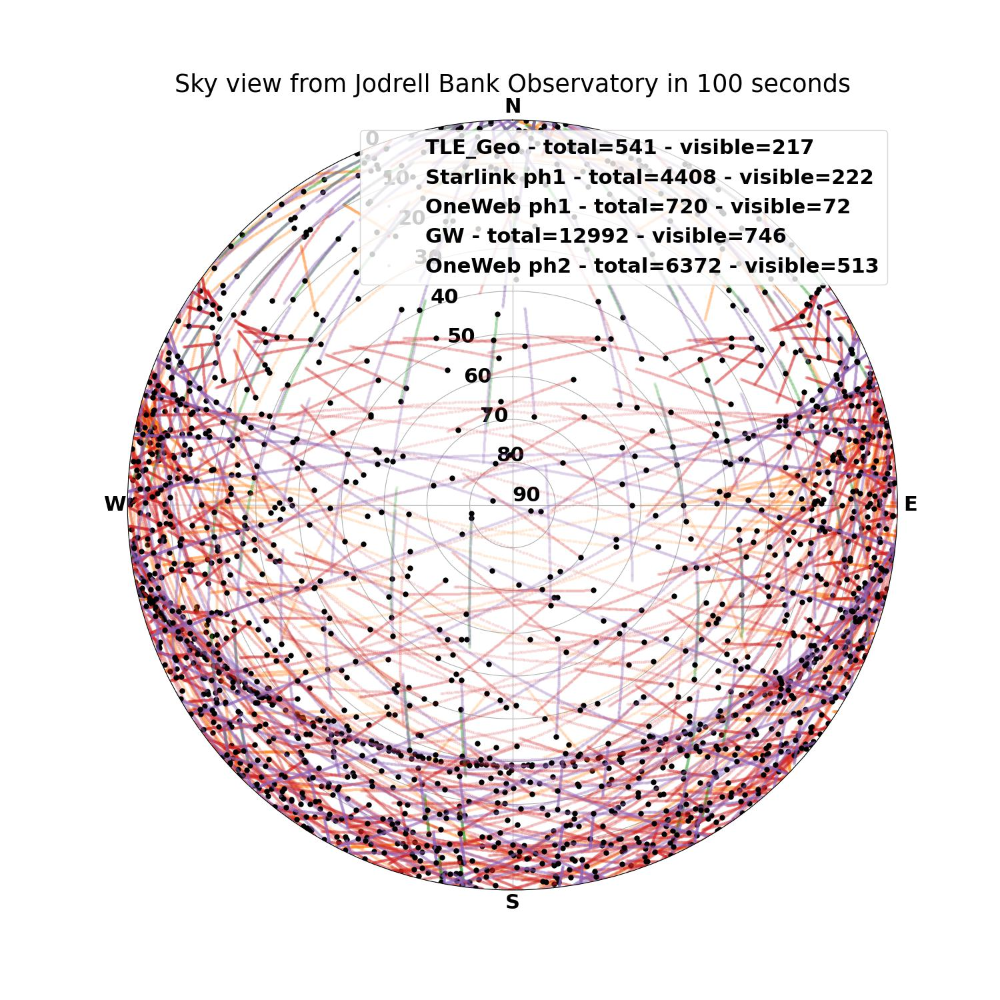 Sky view from Jodrell Bank Observatory in 100 seconds
N
0
TLE_Geo - total=541 - visible=217
10
Starlink ph1 - total=4408 - visible=222
OneWeb ph1 - total=720 - visible=72
20
GW - total=12992 - visible=746
30
OneWeb ph2 - total=6372 - visible=513
40
50
60
70
80
90
W
E
S